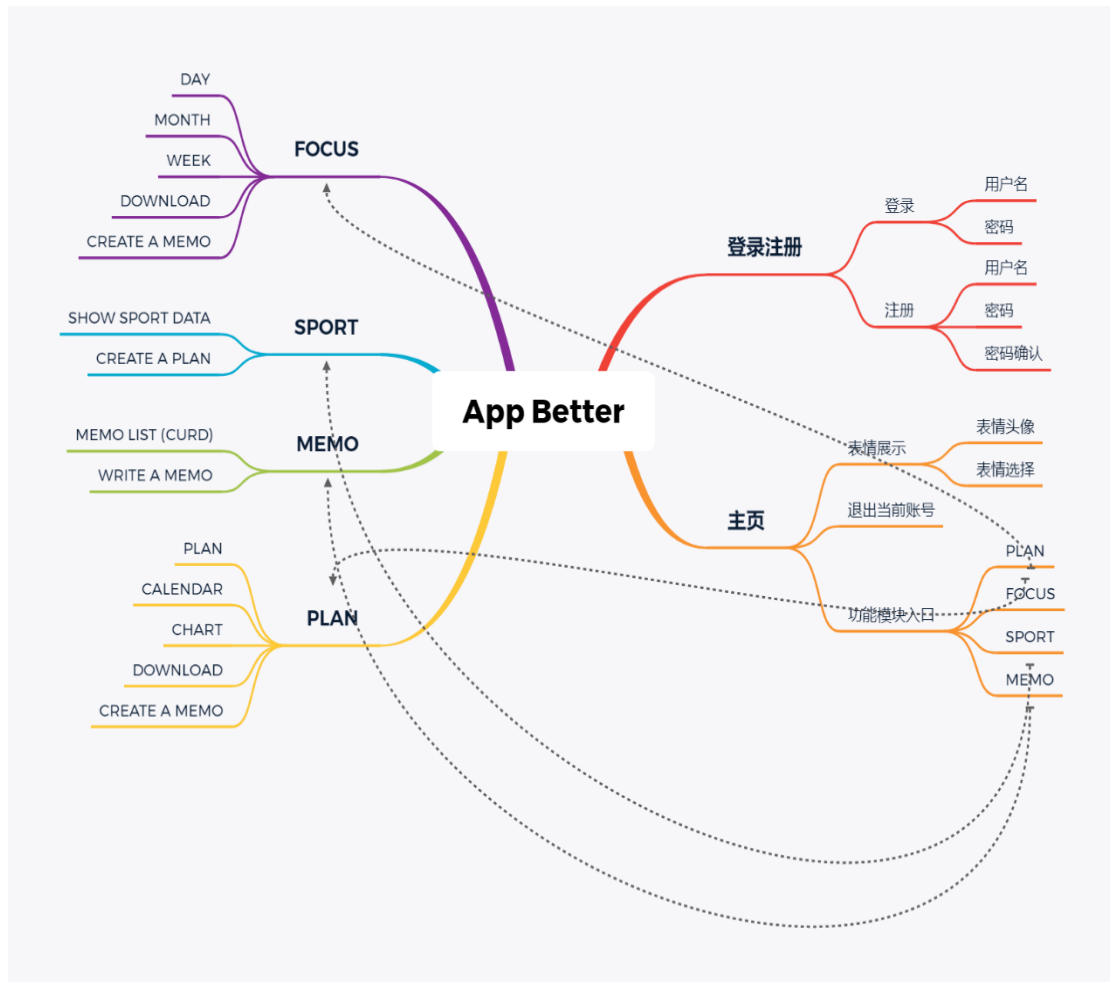 App Better
登录注册
登录
用户名
密码
注册
用户名
密码
密码确认
主页
表情展示
表情头像
表情选择
退出当前账号
功能模块入口
PLAN
FOCUS
SPORT
MEMO
FOCUS
DAY
MONTH
WEEK
DOWNLOAD
CREATE A MEMO
SPORT
SHOW SPORT DATA
CREATE A PLAN
MEMO
MEMO LIST (CURD)
WRITE A MEMO
PLAN
PLAN
CALENDAR
CHART
DOWNLOAD
CREATE A MEMO